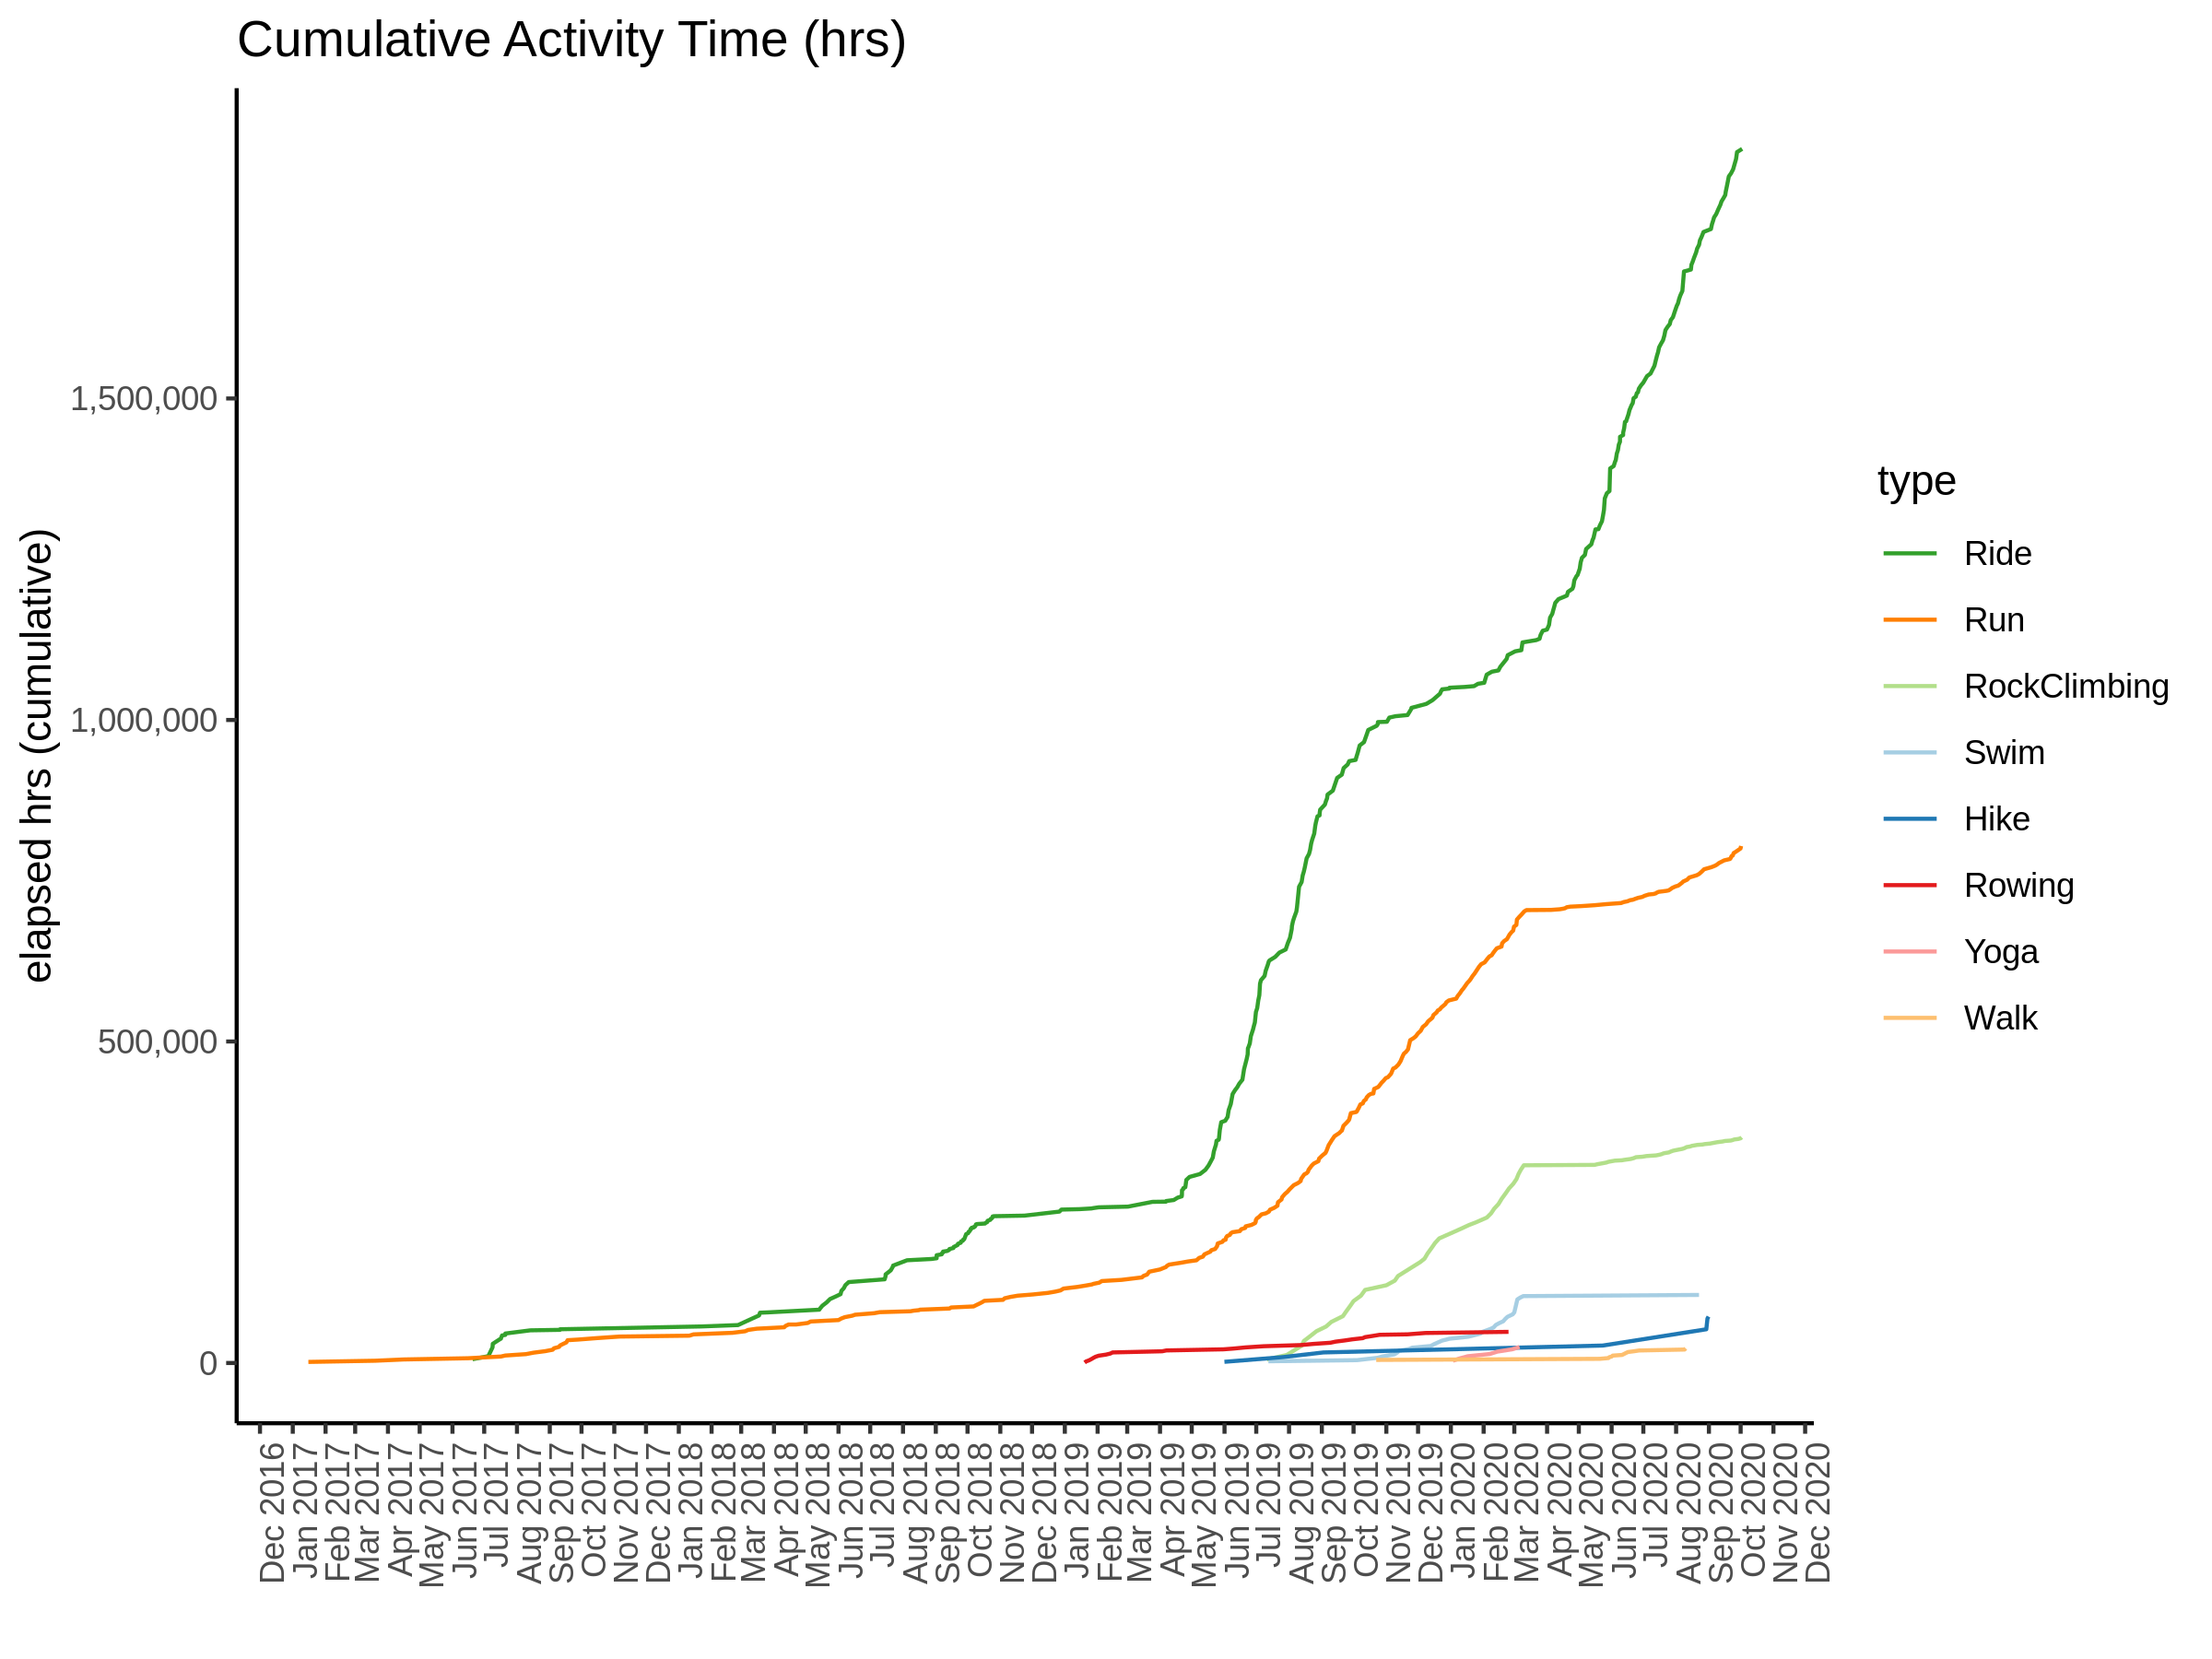 Cumulative Activity Time (hrs)
elapsed hrs (cumulative)
1,500,000
1,000,000
500,000
0
Dec 2016
Jan 2017
Feb 2017
Mar 2017
Apr 2017
May 2017
Jun 2017
Jul 2017
Aug 2017
Sep 2017
Oct 2017
Nov 2017
Dec 2017
Jan 2018
Feb 2018
Mar 2018
Apr 2018
May 2018
Jun 2018
Jul 2018
Aug 2018
Sep 2018
Oct 2018
Nov 2018
Dec 2018
Jan 2019
Feb 2019
Mar 2019
Apr 2019
May 2019
Jun 2019
Jul 2019
Aug 2019
Sep 2019
Oct 2019
Nov 2019
Dec 2019
Jan 2020
Feb 2020
Mar 2020
Apr 2020
May 2020
Jun 2020
Jul 2020
Aug 2020
Sep 2020
Oct 2020
Nov 2020
Dec 2020
type
Ride
Run
RockClimbing
Swim
Hike
Rowing
Yoga
Walk